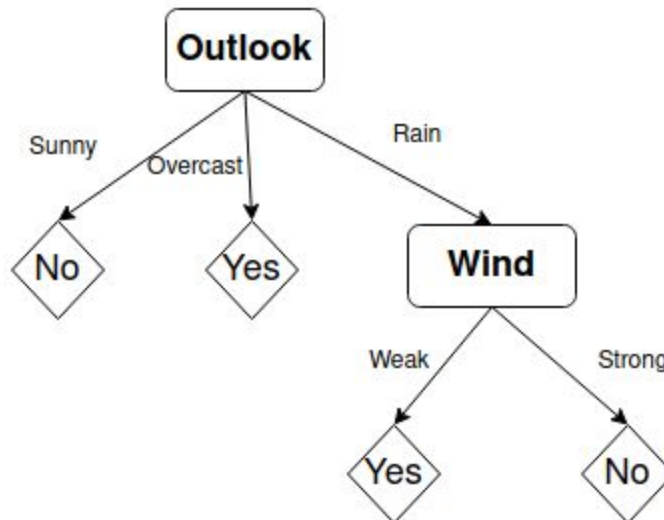 Outlook
Sunny
Overcast
Rain
No
Yes
Wind
Weak
Strong
Yes
No